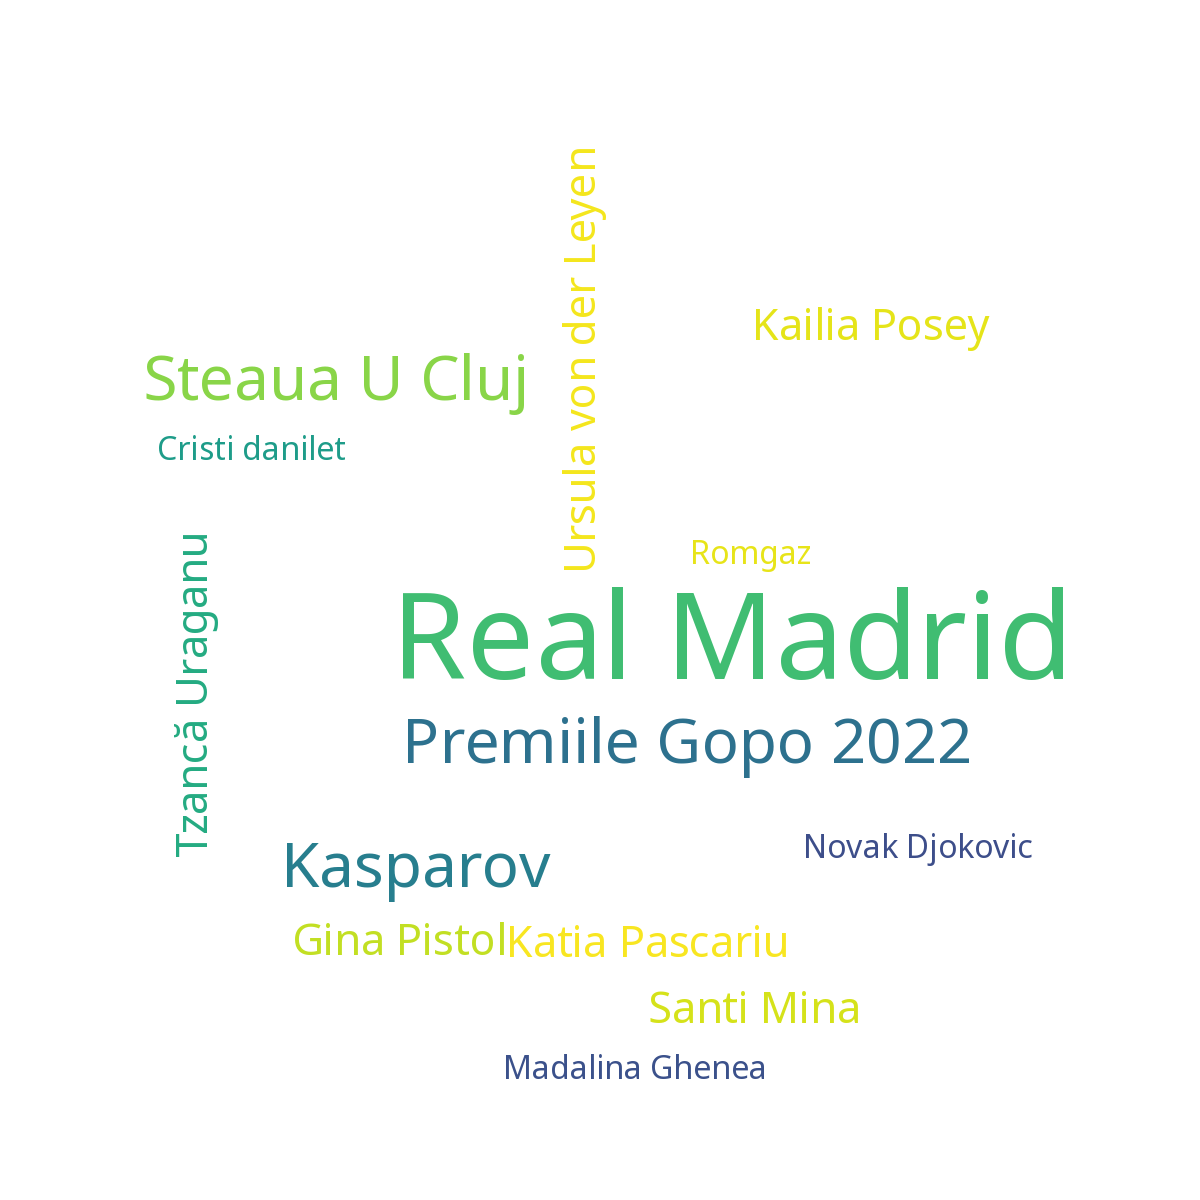 Ursula von der Leyen
Kailia Posey
Steaua U Cluj
Cristi danilet
Tzancă Uraganu
Romgaz
Real Madrid
Premiile Gopo 2022
Kasparov
Novak Djokovic
Gina Pistol
Katia Pascariu
Santi Mina
Madalina Ghenea